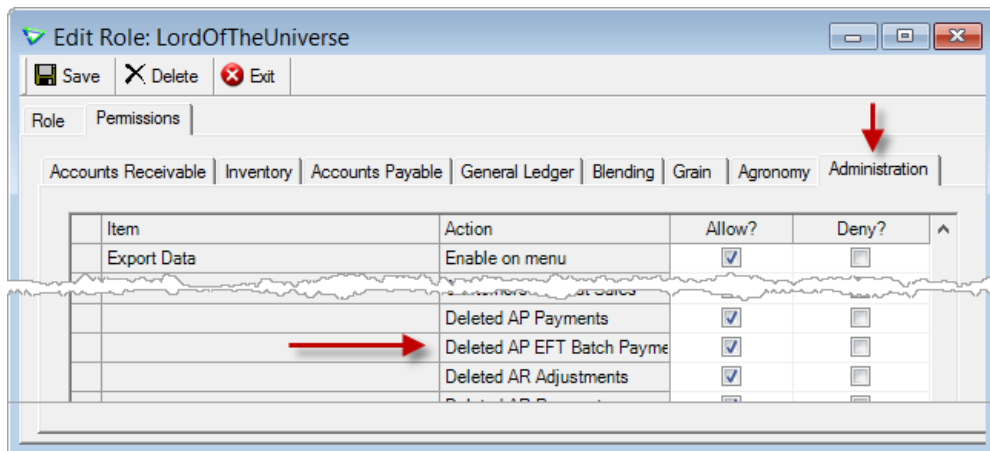 Edit Role: LordOfTheUniverse
Save Delete Exit
Role Permissions
Accounts Receivable Inventory Accounts Payable General Ledger Blending Grain Agronomy Administration
Item Action Allow? Deny?
Export Data Enable on menu
Deleted AP Payments
Deleted AP EFT Batch Payme
Deleted AR Adjustments